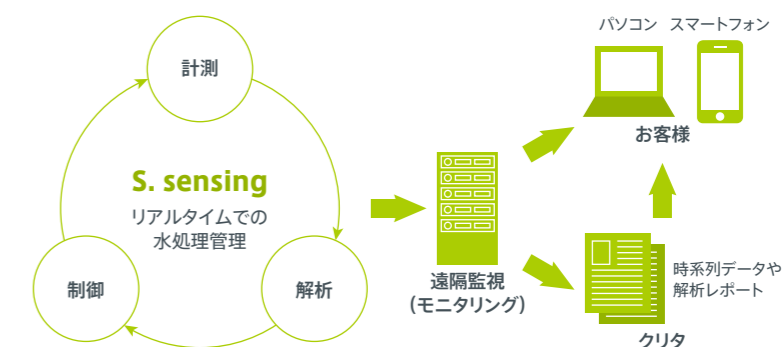 計測
S. sensing
リアルタイムでの
水処理管理
制御
解析
遠隔監視
(モニタリング)
パソコン
スマートフォン
お客様
時系列データや
解析レポート
クリタ